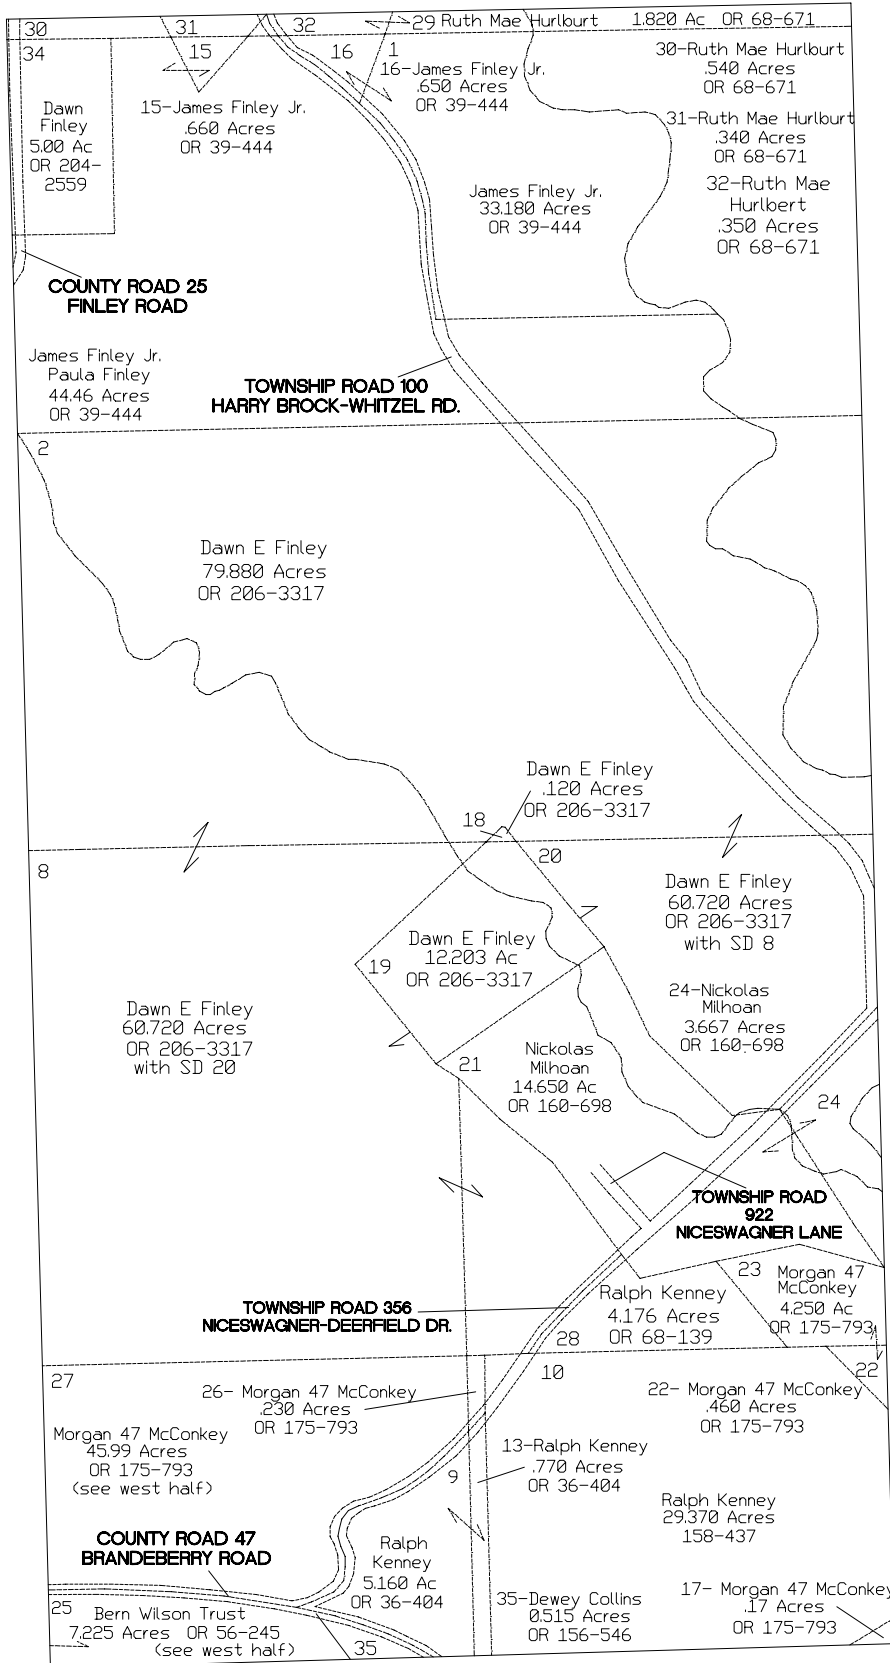 30
31
32
29 Ruth Mae Hurlburt 1.820 Ac OR 68-671
34
15
16
1
30-Ruth Mae Hurlburt
.540 Acres
OR 68-671
16-James Finley Jr.
.650 Acres
OR 39-444
Dawn
Finley
5.00 Ac
OR 204-
2559
15-James Finley Jr.
.660 Acres
OR 39-444
31-Ruth Mae Hurlburt
.340 Acres
OR 68-671
James Finley Jr.
33.180 Acres
OR 39-444
32-Ruth Mae
Hurlbert
.350 Acres
OR 68-671
COUNTY ROAD 25
FINLEY ROAD
James Finley Jr.
Paula Finley
44.46 Acres
OR 39-444
TOWNSHIP ROAD 100
HARRY BROCK-WHITZEL RD.
2
Dawn E Finley
79.880 Acres
OR 206-3317
Dawn E Finley
.120 Acres
OR 206-3317
18
8
20
Dawn E Finley
60.720 Acres
OR 206-3317
with SD 8
Dawn E Finley
12.203 Ac
OR 206-3317
19
24-Nickolas
Milhoan
3.667 Acres
OR 160-698
Dawn E Finley
60.720 Acres
OR 206-3317
with SD 20
21
Nickolas
Milhoan
14.650 Ac
OR 160-698
24
TOWNSHIP ROAD
922
NICESWAGNER LANE
23
Morgan 47
McConkey
4.250 Ac
OR 175-793
Ralph Kenney
4.176 Acres
OR 68-139
TOWNSHIP ROAD 356
NICESWAGNER-DEERFIELD DR.
28
27
10
22
26- Morgan 47 McConkey
.230 Acres
OR 175-793
22- Morgan 47 McConkey
.460 Acres
OR 175-793
Morgan 47 McConkey
45.99 Acres
OR 175-793
(see west half)
13-Ralph Kenney
.770 Acres
OR 36-404
9
Ralph Kenney
29.370 Acres
158-437
COUNTY ROAD 47
BRANDEBERRY ROAD
Ralph
Kenney
5.160 Ac
OR 36-404
35-Dewey Collins
0.515 Acres
OR 156-546
17- Morgan 47 McConkey
.17 Acres
OR 175-793
25
Bern Wilson Trust
7.225 Acres OR 56-245
(see west half)
35